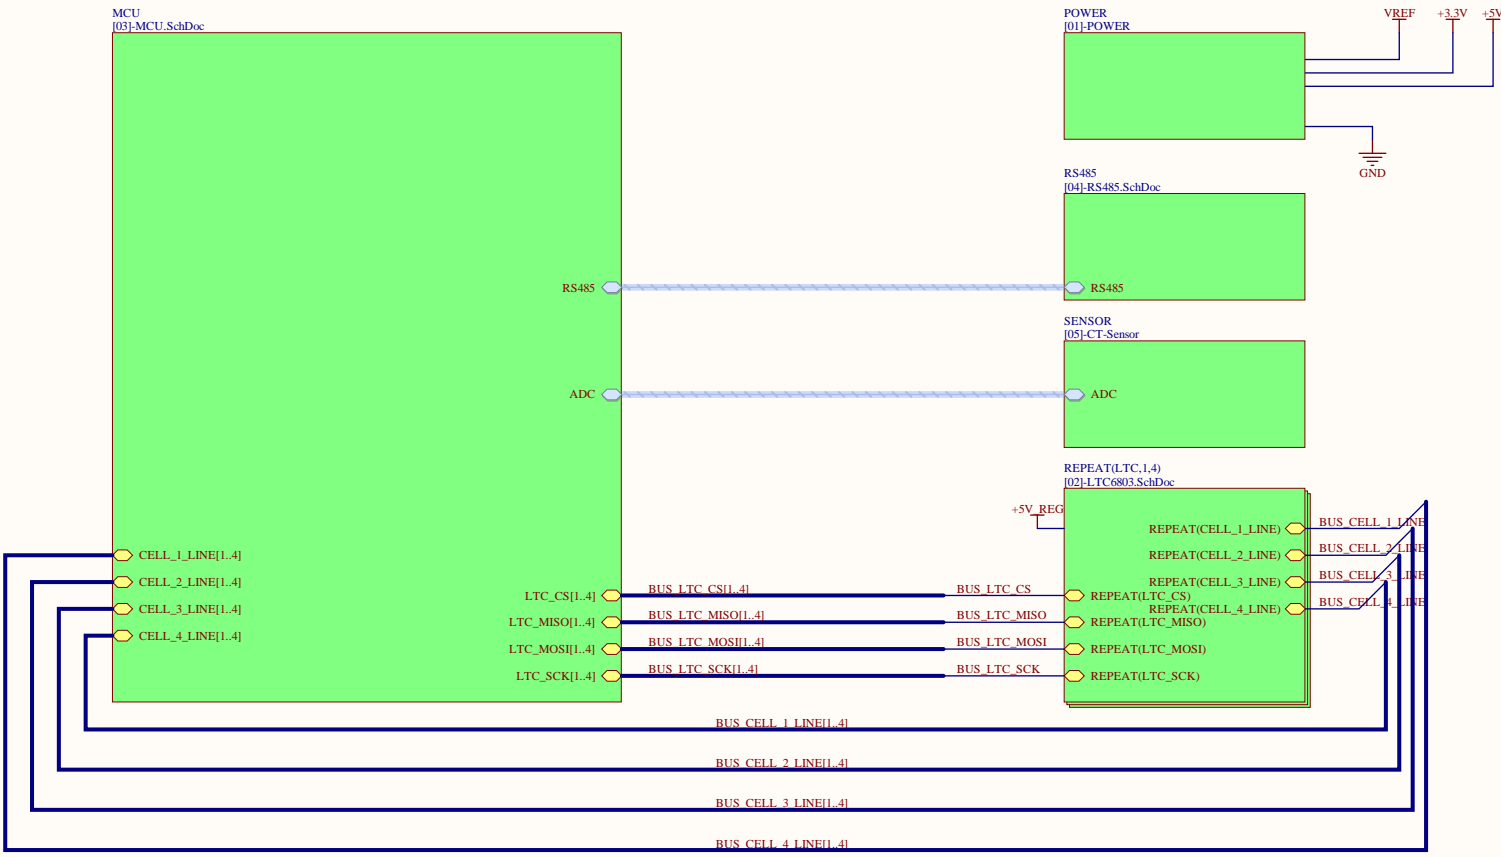 MCU
[03]-MCU.SchDoc
POWER
[01]-POWER
VREF
+3.3V
+5V
GND
RS485
[04]-RS485.SchDoc
RS485
RS485
SENSOR
[05]-CT-Sensor
ADC
ADC
REPEAT(LTC,1,4)
[02]-LTC6803.SchDoc
+5V_REG
REPEAT(CELL_1_LINE)
BUS_CELL_1_LINE
REPEAT(CELL_2_LINE)
BUS_CELL_2_LINE
REPEAT(CELL_3_LINE)
BUS_CELL_3_LINE
REPEAT(CELL_4_LINE)
BUS_CELL_4_LINE
CELL_1_LINE[1..4]
CELL_2_LINE[1..4]
CELL_3_LINE[1..4]
CELL_4_LINE[1..4]
LTC_CS[1..4]
BUS_LTC_CS[1..4]
BUS_LTC_CS
REPEAT(LTC_CS)
LTC_MISO[1..4]
BUS_LTC_MISO[1..4]
BUS_LTC_MISO
REPEAT(LTC_MISO)
LTC_MOSI[1..4]
BUS_LTC_MOSI[1..4]
BUS_LTC_MOSI
REPEAT(LTC_MOSI)
LTC_SCK[1..4]
BUS_LTC_SCK[1..4]
BUS_LTC_SCK
REPEAT(LTC_SCK)
BUS_CELL_1_LINE[1..4]
BUS_CELL_2_LINE[1..4]
BUS_CELL_3_LINE[1..4]
BUS_CELL_4_LINE[1..4]